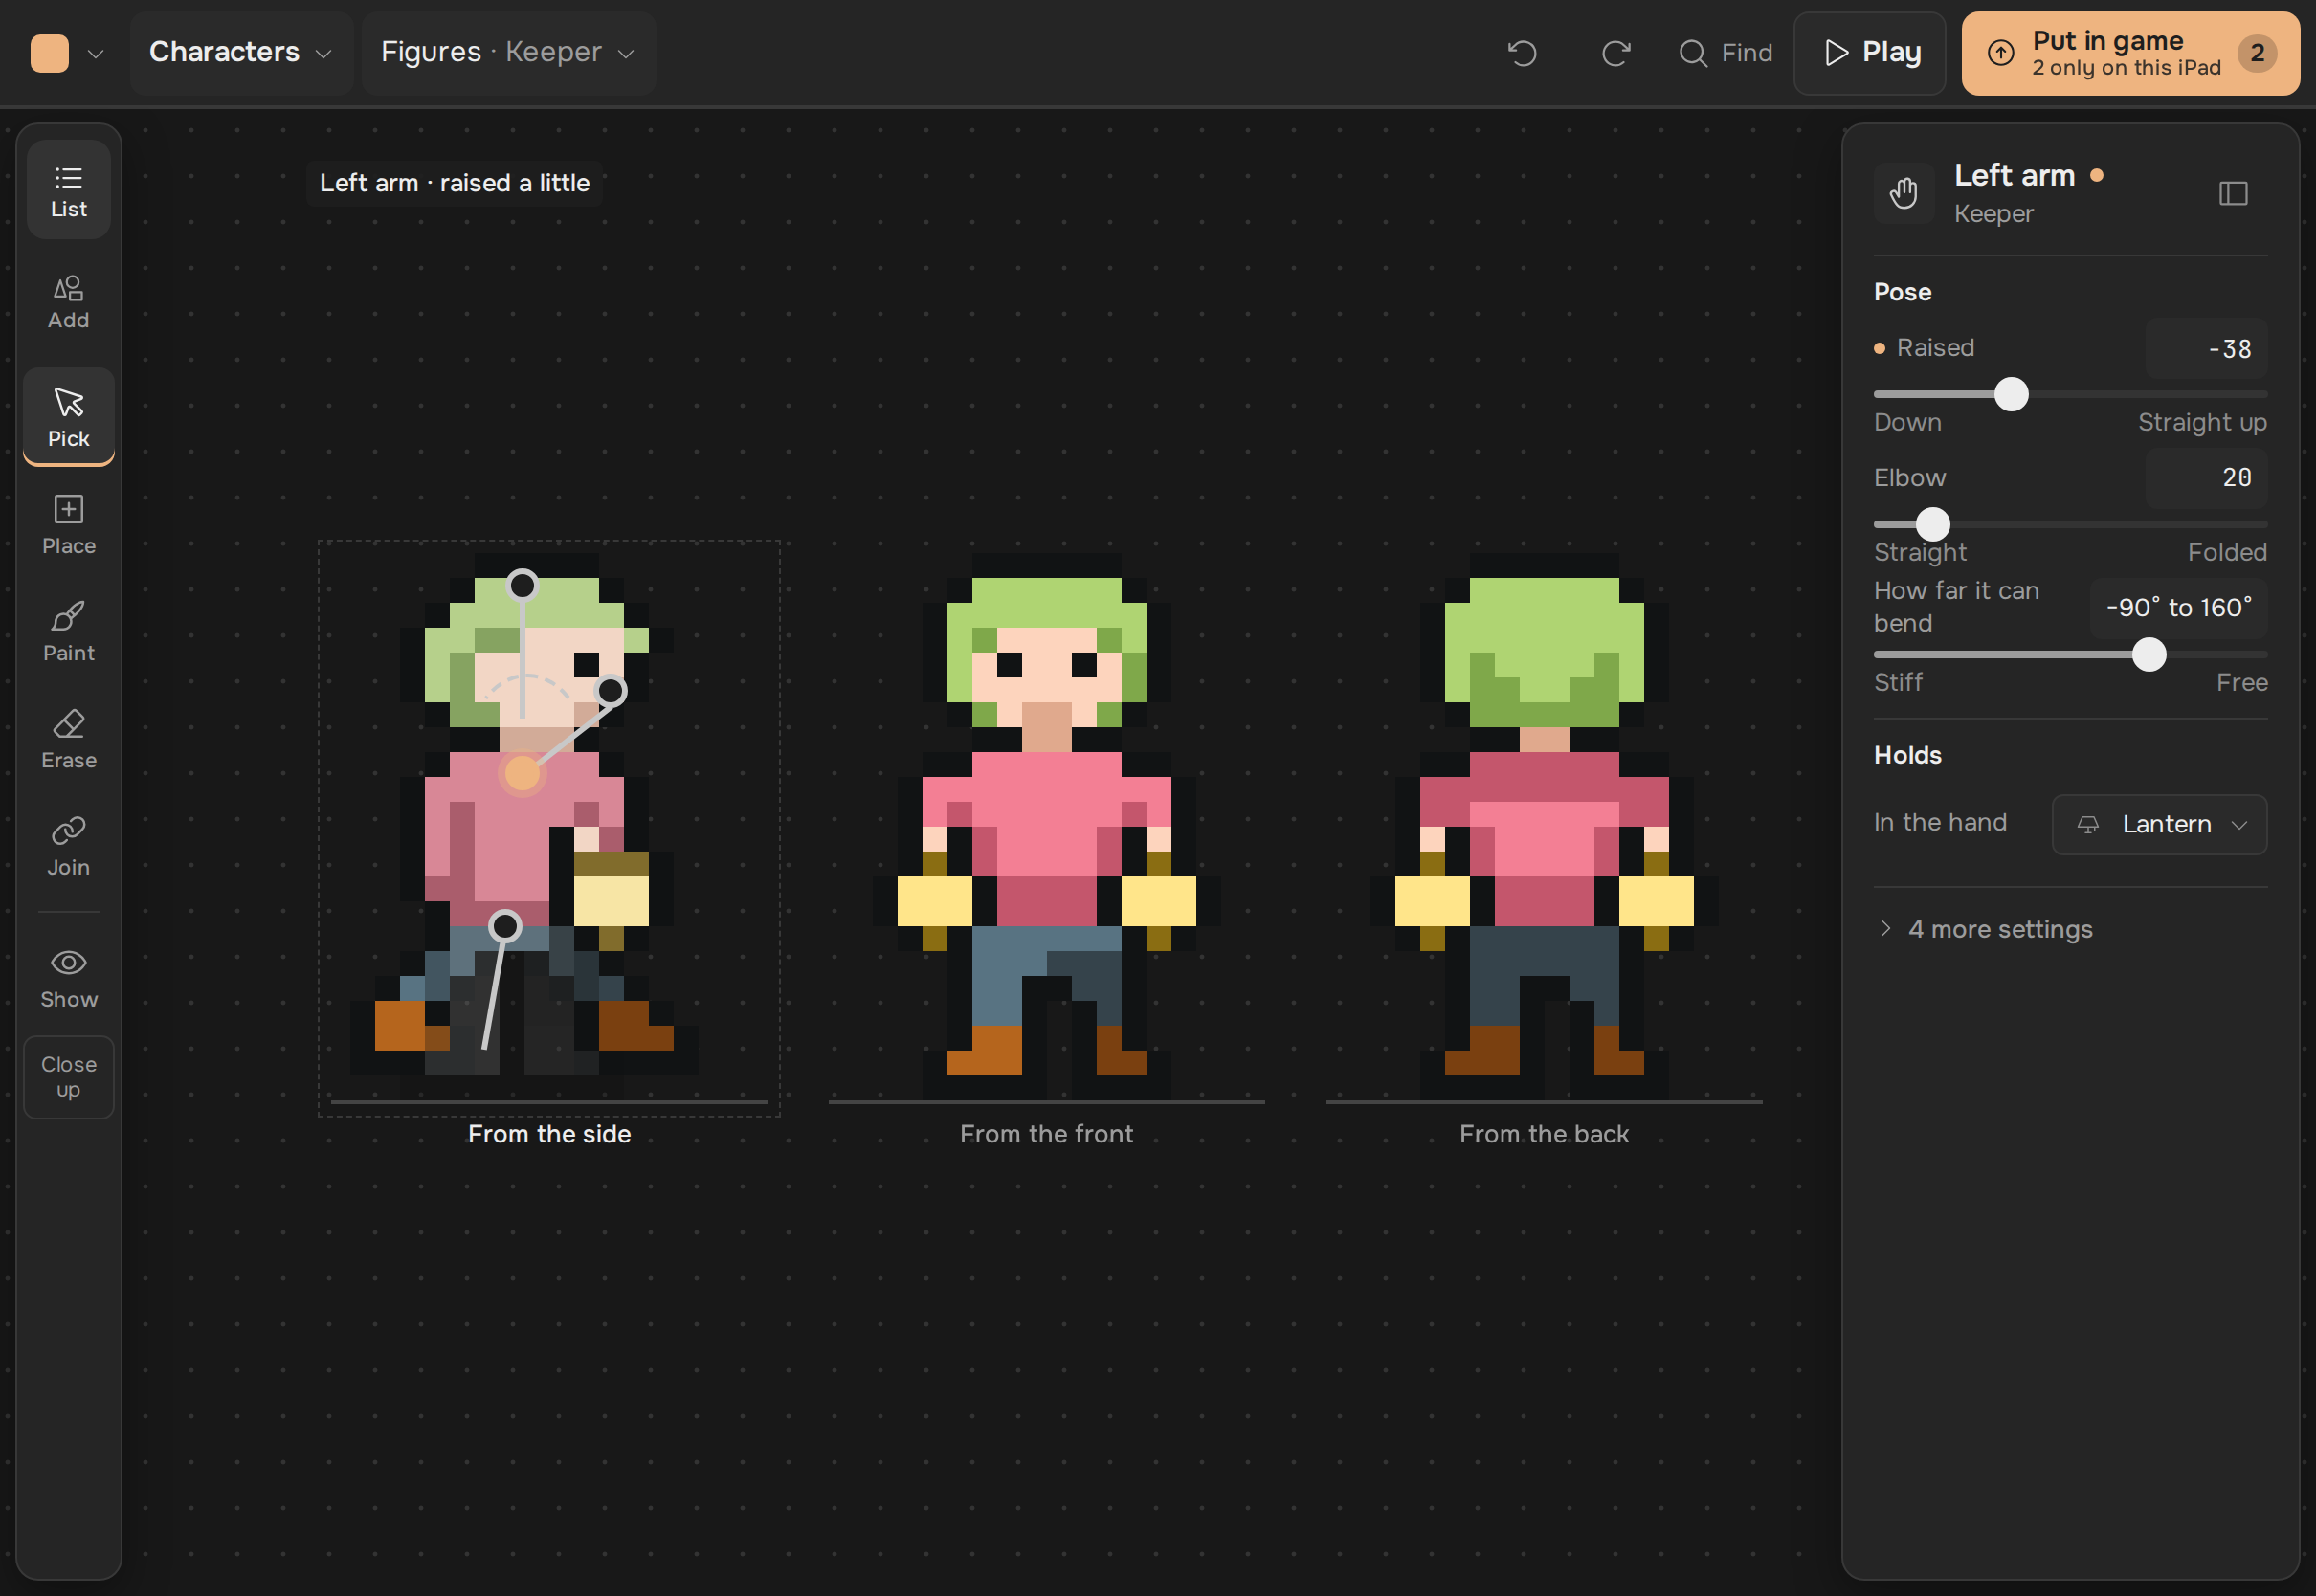 Characters
Figures · Keeper
Find
Play
Put in game
2 only on this iPad
2
List
Add
Pick
Place
Paint
Erase
Join
Show
Close
up
Left arm · raised a little
From the side
From the front
From the back
Left arm
Keeper
Pose
Raised
-38
Down
Straight up
Elbow
20
Straight
Folded
How far it can
bend
-90° to 160°
Stiff
Free
Holds
In the hand
Lantern
4 more settings